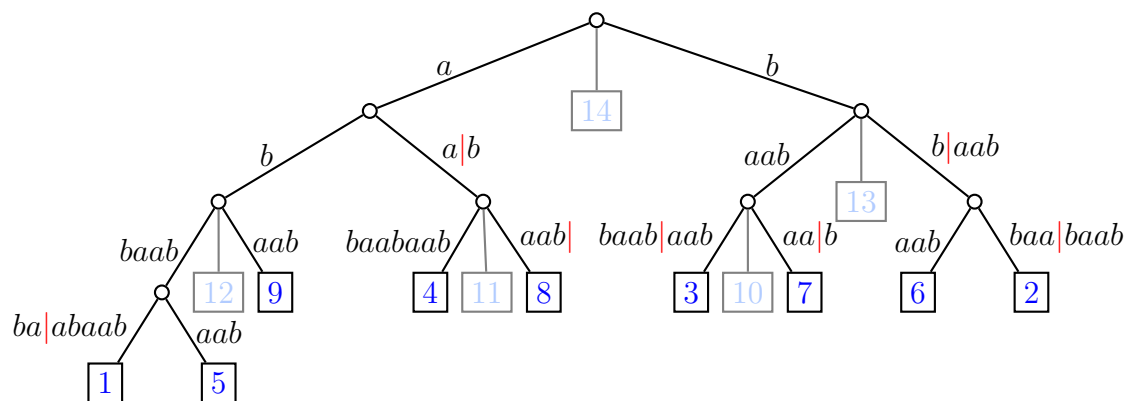 a b
14
b a|b aab b|aab
13
baab aab baabaab aab| baab|aab aa|b aab baa|baab
12 9 4 11 8 3 10 7 6 2
ba|abaab aab
1 5